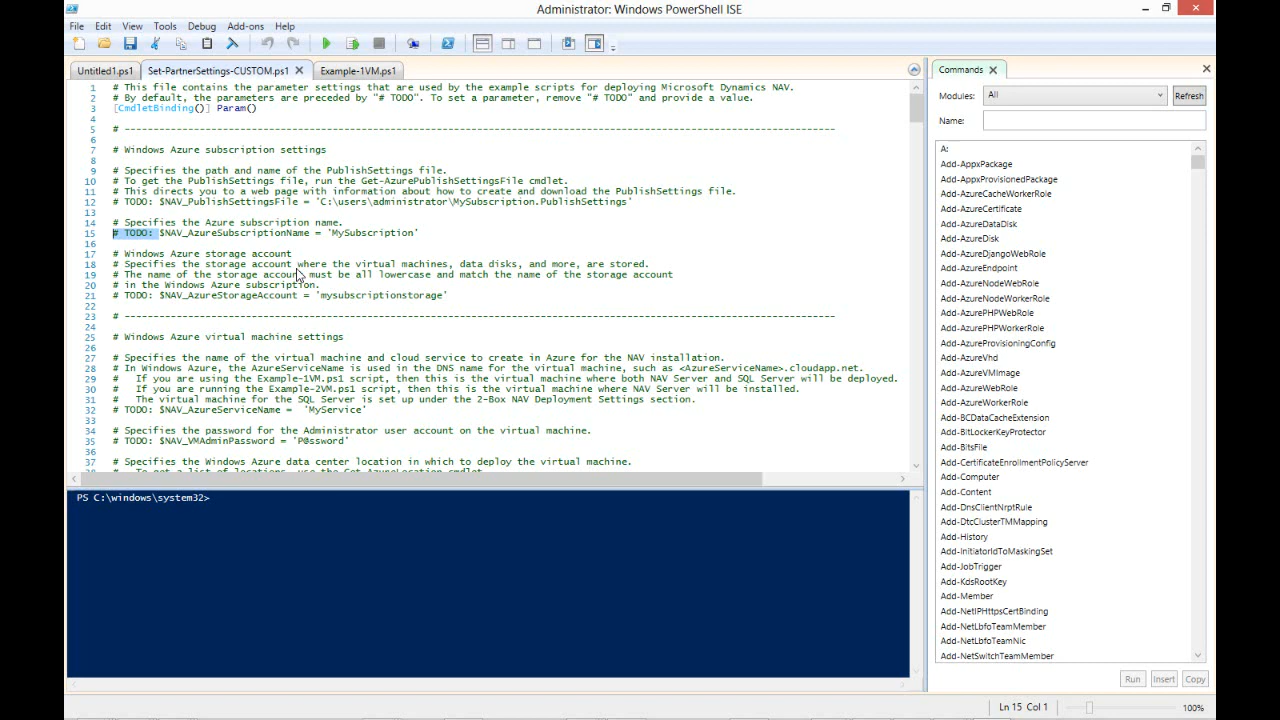 Administrator: Windows PowerShell ISE
File Edit View Tools Debug Add-ons Help
Untitled1.ps1 Set-PartnerSettings-CUSTOM.ps1 Example-1VM.ps1
1 # This file contains the parameter settings that are used by the example scripts for deploying Microsoft Dynamics NAV.
2 # By default, the parameters are preceded by "# TODO". To set a parameter, remove "# TODO" and provide a value.
3 [CmdletBinding()] Param()
4
5 # -----------------------------------------------------------------------------------------------------------------------------------------
6
7 # Windows Azure subscription settings
8
9 # Specifies the path and name of the PublishSettings file.
10 # To get the PublishSettings file, run the Get-AzurePublishSettingsFile cmdlet.
11 # This directs you to a web page with information about how to create and download the PublishSettings file.
12 # TODO: $NAV_PublishSettingsFile = 'C:\users\administrator\MySubscription.PublishSettings'
13
14 # Specifies the Azure subscription name.
15 # TODO: $NAV_AzureSubscriptionName = 'MySubscription'
16
17 # Windows Azure storage account
18 # Specifies the storage account where the virtual machines, data disks, and more, are stored.
19 # The name of the storage account must be all lowercase and match the name of the storage account
20 # in the Windows Azure subscription.
21 # TODO: $NAV_AzureStorageAccount = 'mysubscriptionstorage'
22
23 # -----------------------------------------------------------------------------------------------------------------------------------------
24
25 # Windows Azure virtual machine settings
26
27 # Specifies the name of the virtual machine and cloud service to create in Azure for the NAV installation.
28 # In Windows Azure, the AzureServiceName is used in the DNS name for the virtual machine, such as <AzureServiceName>.cloudapp.net.
29 # If you are using the Example-1VM.ps1 script, then this is the virtual machine where both NAV Server and SQL Server will be deployed.
30 # If you are running the Example-2VM.ps1 script, then this is the virtual machine where NAV Server will be installed.
31 # The virtual machine for the SQL Server is set up under the 2-Box NAV Deployment Settings section.
32 # TODO: $NAV_AzureServiceName = 'MyService'
33
34 # Specifies the password for the Administrator user account on the virtual machine.
35 # TODO: $NAV_VMAdminPassword = 'P@ssword'
36
37 # Specifies the Windows Azure data center location in which to deploy the virtual machine.
38 # To get a list of locations, use the Get-AzureLocation cmdlet
PS C:\windows\system32>
Commands
Modules: All Refresh
Name:
A:
Add-AppxPackage
Add-AppxProvisionedPackage
Add-AzureCacheWorkerRole
Add-AzureCertificate
Add-AzureDataDisk
Add-AzureDisk
Add-AzureDjangoWebRole
Add-AzureEndpoint
Add-AzureNodeWebRole
Add-AzureNodeWorkerRole
Add-AzurePHPWebRole
Add-AzurePHPWorkerRole
Add-AzureProvisioningConfig
Add-AzureVhd
Add-AzureVMImage
Add-AzureWebRole
Add-AzureWorkerRole
Add-BCDataCacheExtension
Add-BitLockerKeyProtector
Add-BitsFile
Add-CertificateEnrollmentPolicyServer
Add-Computer
Add-Content
Add-DnsClientNrptRule
Add-DtcClusterTMMapping
Add-History
Add-InitiatorIdToMaskingSet
Add-JobTrigger
Add-KdsRootKey
Add-Member
Add-NetIPHttpsCertBinding
Add-NetLbfoTeamMember
Add-NetLbfoTeamNic
Add-NetSwitchTeamMember
Run Insert Copy
Ln 15 Col 1 100%